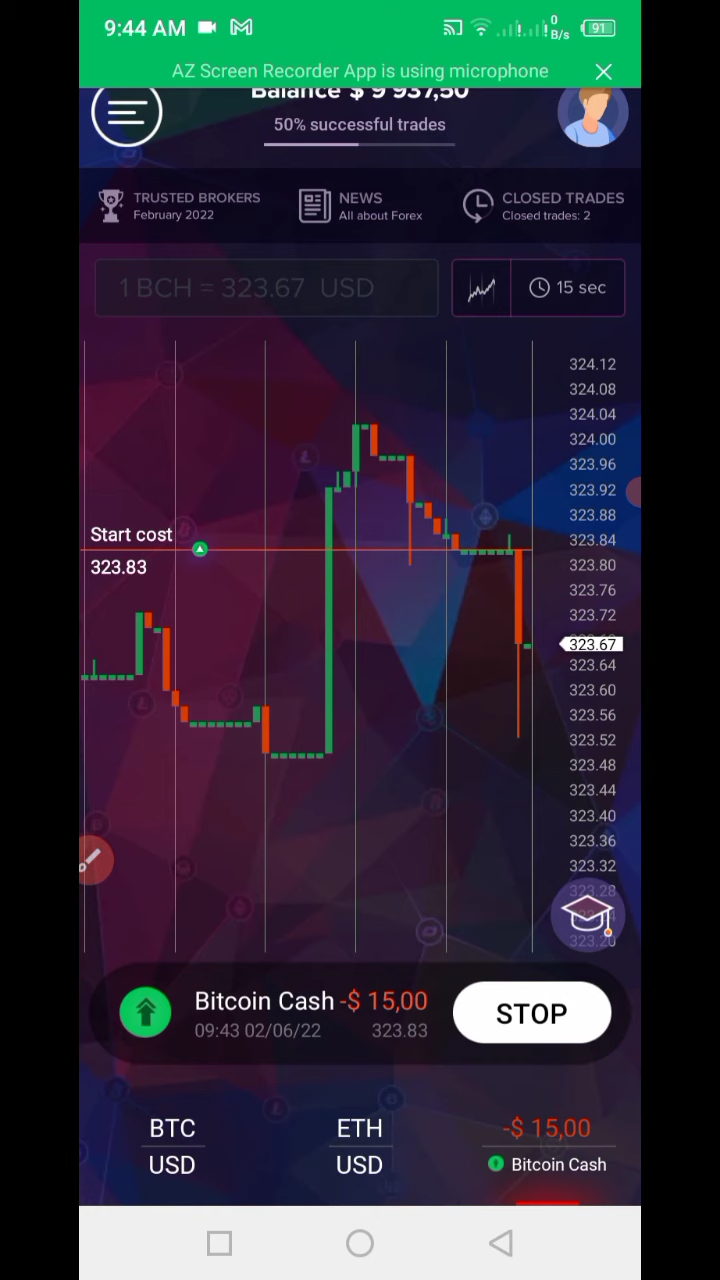 9:44 AM
0
B/s
91
AZ Screen Recorder App is using microphone
Balance $ 9 937,50
50% successful trades
TRUSTED BROKERS
February 2022
NEWS
All about Forex
CLOSED TRADES
Closed trades: 2
1 BCH = 323.67 USD
15 sec
324.12
324.08
324.04
324.00
323.96
323.92
323.88
323.84
323.80
323.76
323.72
323.67
323.64
323.60
323.56
323.52
323.48
323.44
323.40
323.36
323.32
323.28
323.20
Start cost
323.83
Bitcoin Cash -$ 15,00
09:43 02/06/22 323.83
STOP
BTC
USD
ETH
USD
-$ 15,00
Bitcoin Cash